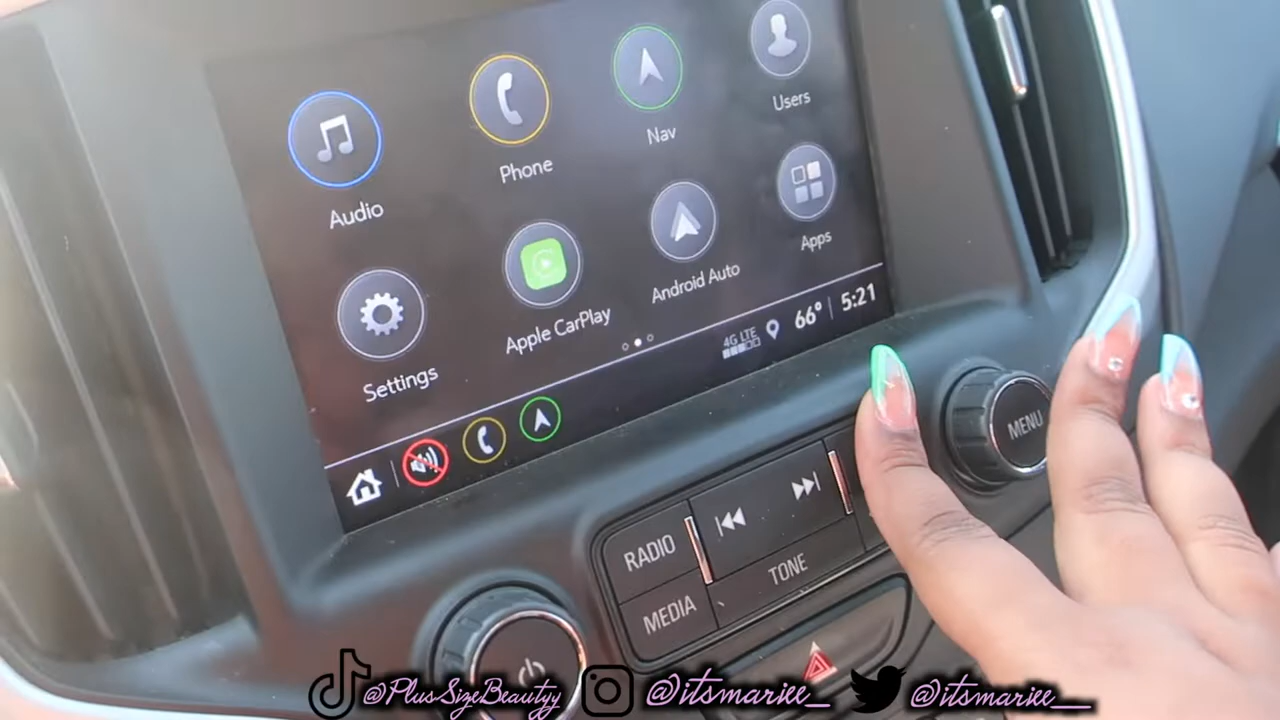 Audio
Phone
Nav
Users
Settings
Apple CarPlay
Android Auto
Apps
4G LTE
66° 5:21
RADIO
MEDIA
TONE
MENU
@PlusSizeBeautyy @itsmariee_ @itsmariee__